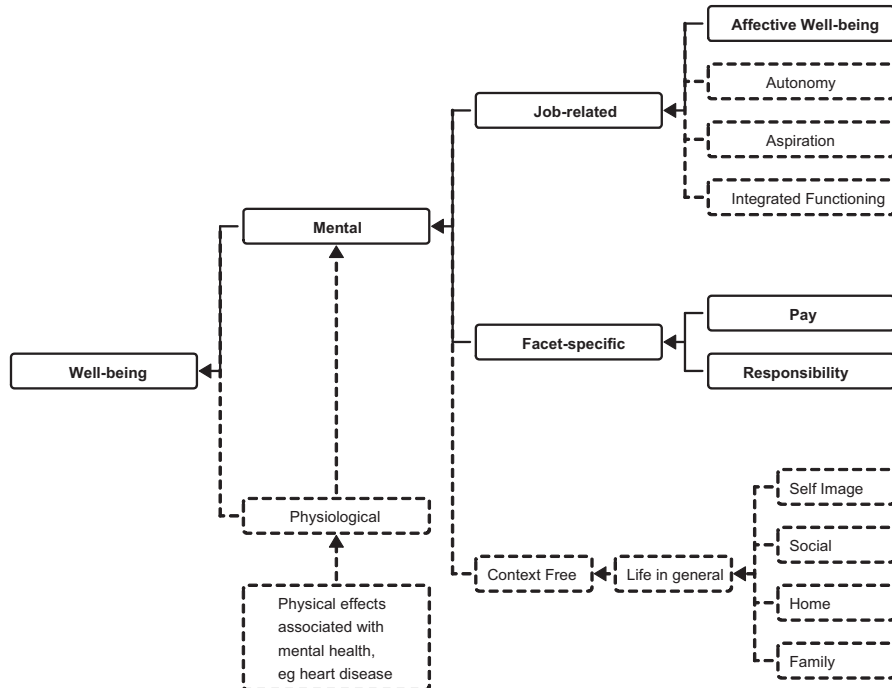 Affective Well-being
Autonomy
Job-related
Aspiration
Integrated Functioning
Mental
Pay
Facet-specific
Well-being
Responsibility
Self Image
Physiological
Social
Context Free
Life in general
Home
Physical effects
associated with
mental health,
eg heart disease
Family